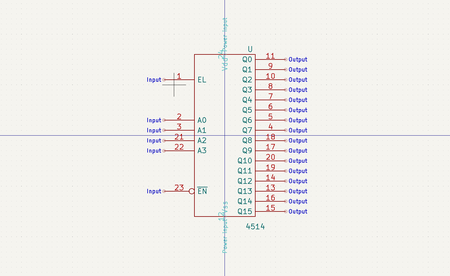 Power Input
Vdd
U
Q0 11 Output
Q1 9 Output
Input 1 EL Q2 10 Output
Q3 8 Output
Q4 7 Output
Q5 6 Output
Input 2 A0 Q6 5 Output
Input 3 A1 Q7 4 Output
Input 21 A2 Q8 18 Output
Input 22 A3 Q9 17 Output
Q10 20 Output
Q11 19 Output
Q12 14 Output
Input 23 EN Q13 13 Output
Q14 16 Output
Q15 15 Output
Vss
Power Input
4514